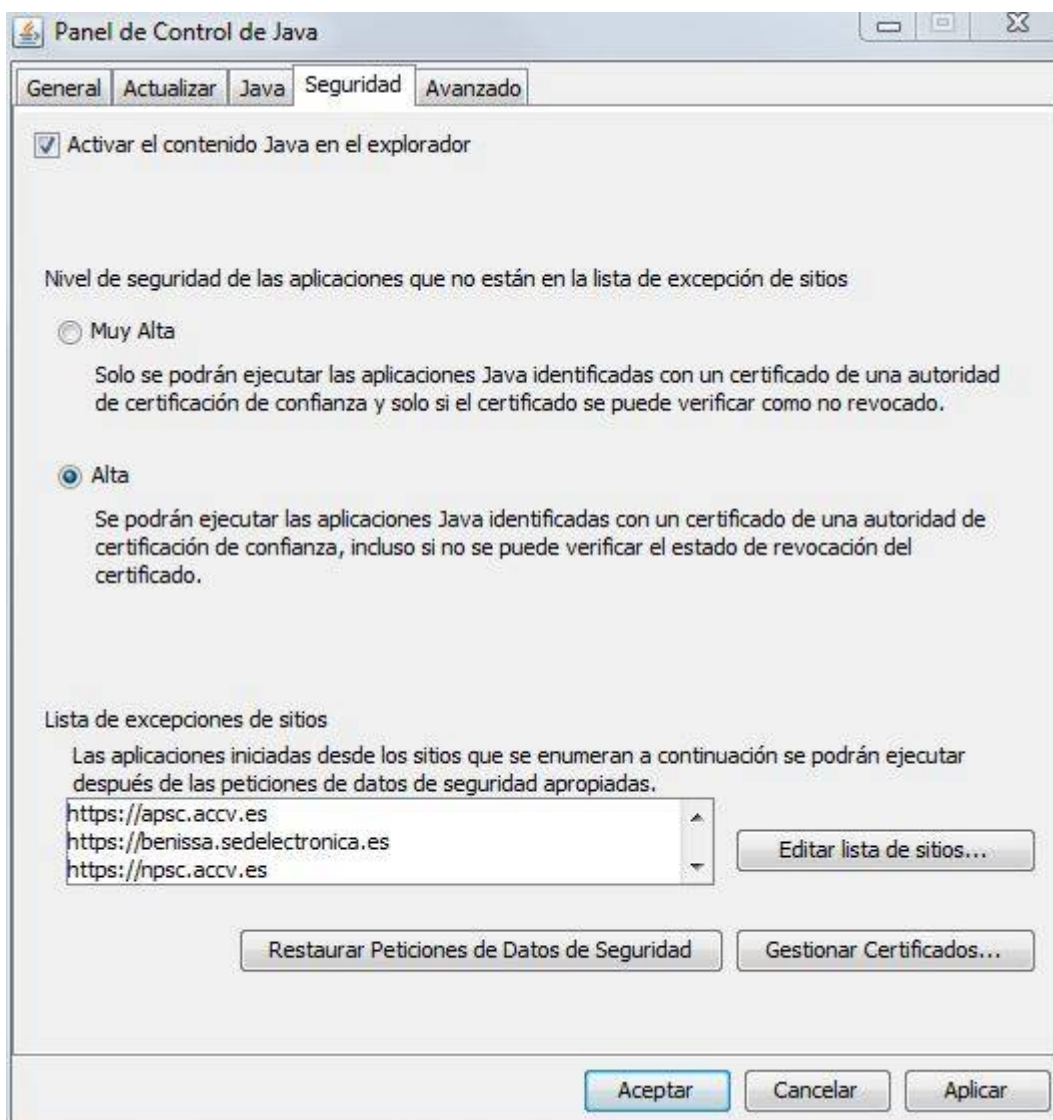 Panel de Control de Java
General Actualizar Java Seguridad Avanzado
Activar el contenido Java en el explorador
Nivel de seguridad de las aplicaciones que no están en la lista de excepción de sitios
Muy Alta
Solo se podrán ejecutar las aplicaciones Java identificadas con un certificado de una autoridad
de certificación de confianza y solo si el certificado se puede verificar como no revocado.
Alta
Se podrán ejecutar las aplicaciones Java identificadas con un certificado de una autoridad de
certificación de confianza, incluso si no se puede verificar el estado de revocación del
certificado.
Lista de excepciones de sitios
Las aplicaciones iniciadas desde los sitios que se enumeran a continuación se podrán ejecutar
después de las peticiones de datos de seguridad apropiadas.
https://apsc.accv.es
https://benissa.sedelectronica.es
https://npsc.accv.es
Editar lista de sitios...
Restaurar Peticiones de Datos de Seguridad Gestionar Certificados...
Aceptar Cancelar Aplicar